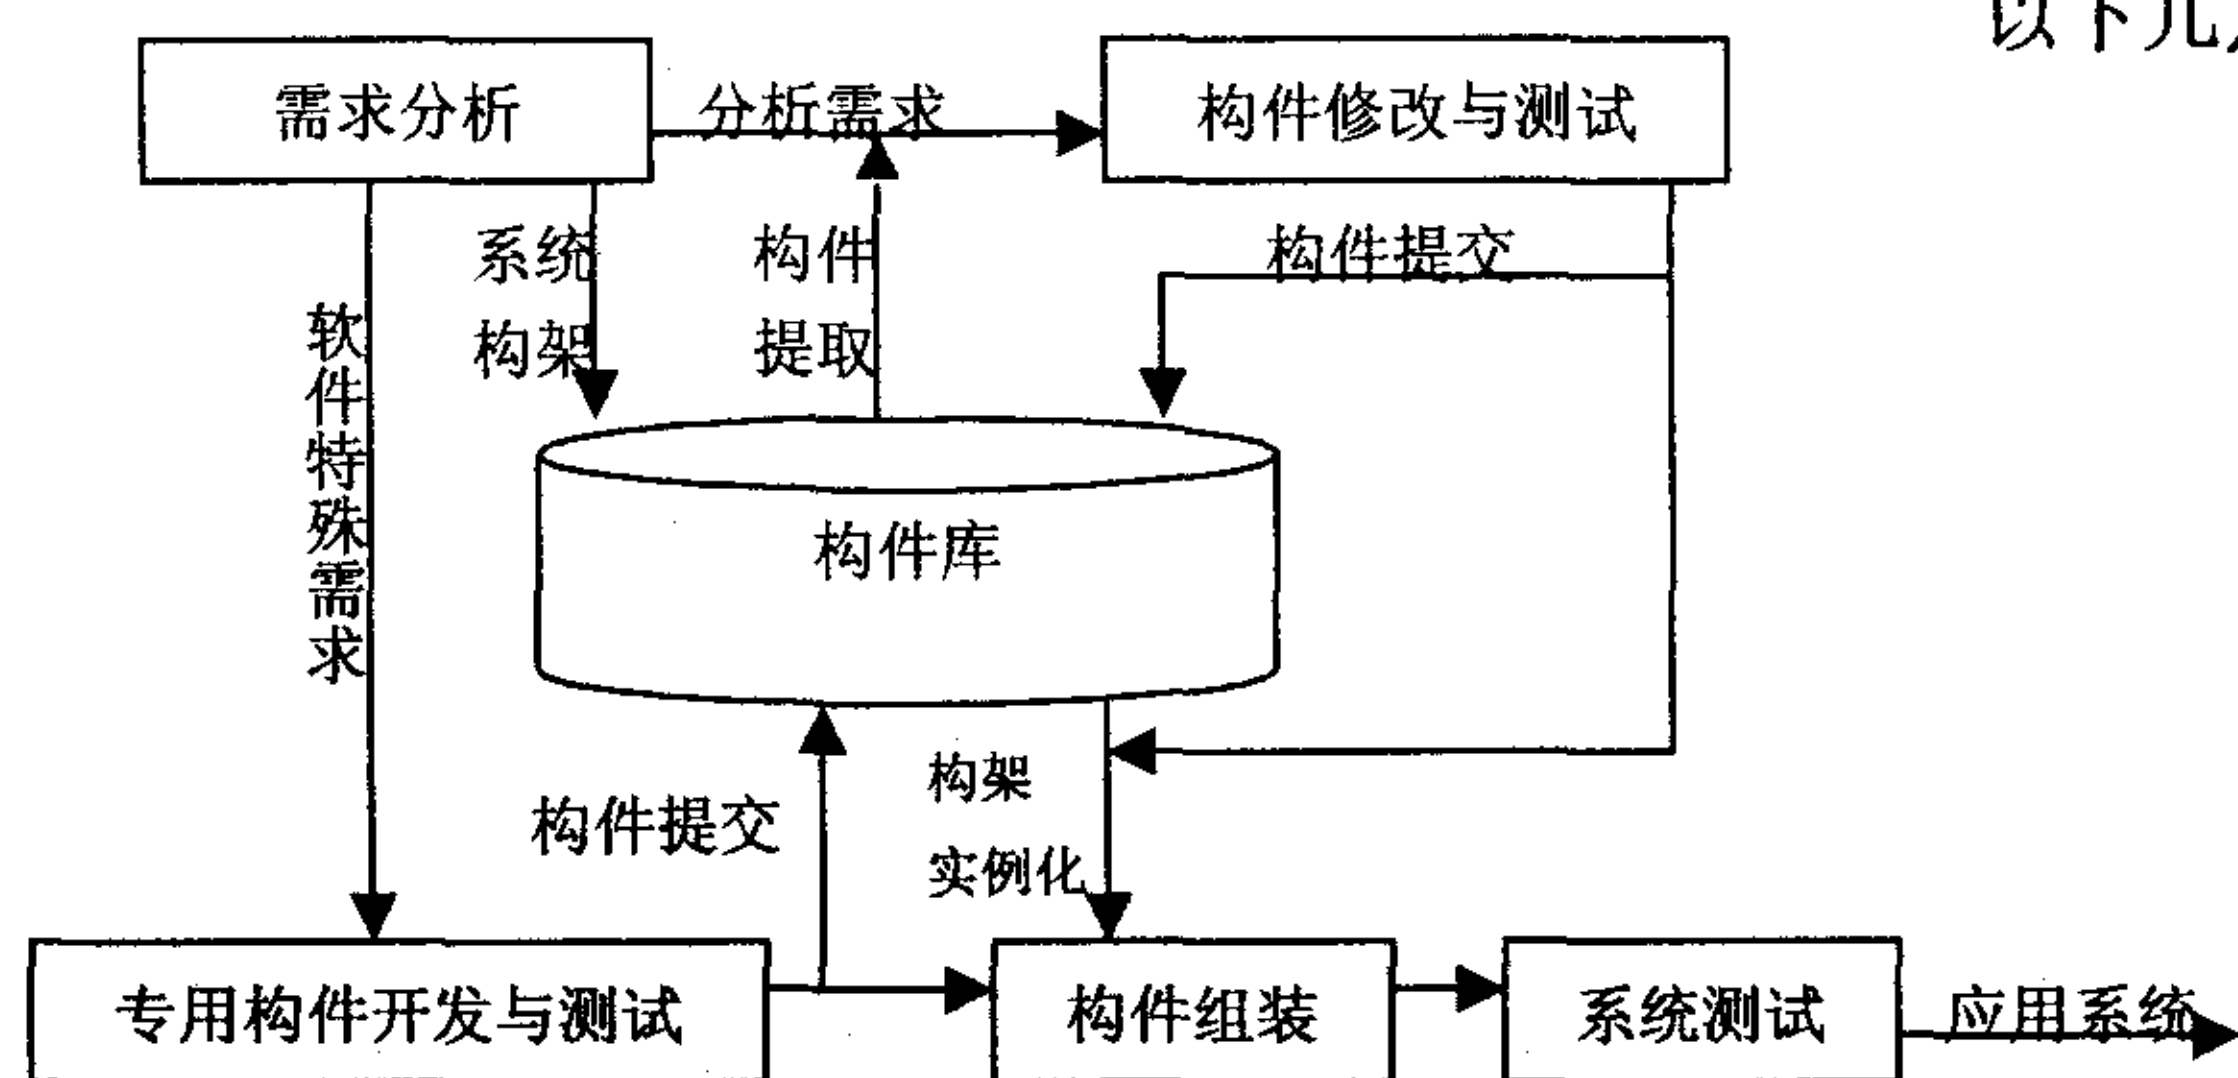 以下几
需求分析
分析需求
构件修改与测试
系统
构架
构件
提取
构件提交
软件特殊需求
构件库
构件提交
构架
实例化
专用构件开发与测试
构件组装
系统测试
应用系统